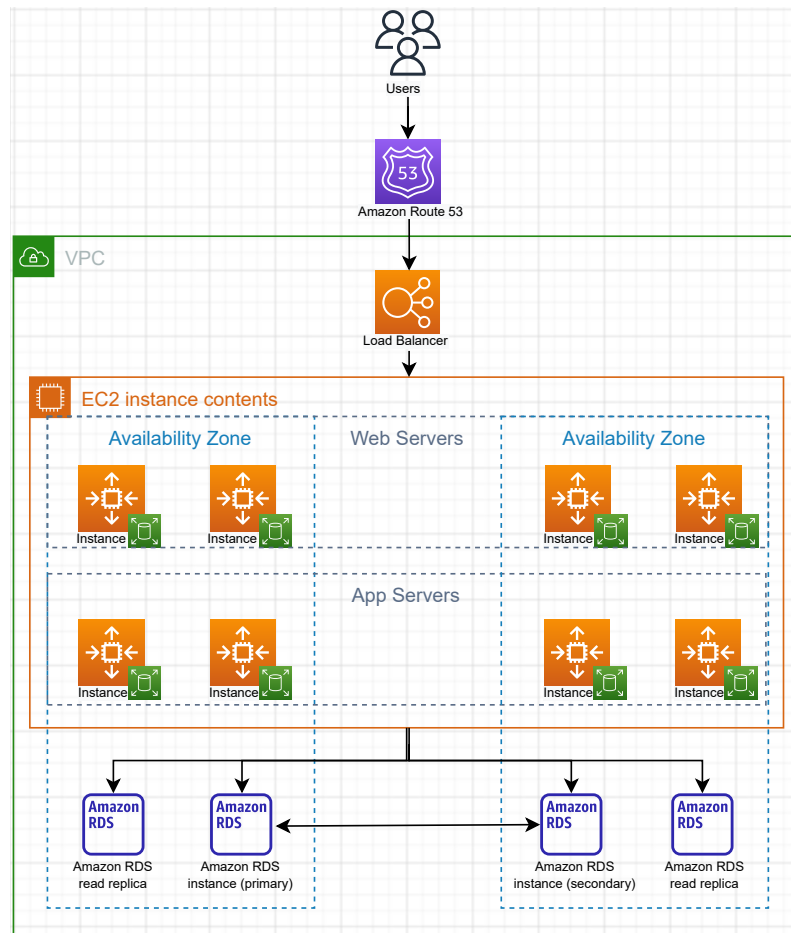 Users
53
Amazon Route 53
VPC
Load Balancer
EC2 instance contents
Availability Zone
Web Servers
Availability Zone
Instance
Instance
Instance
Instance
App Servers
Instance
Instance
Instance
Instance
Amazon
RDS
Amazon
RDS
Amazon
RDS
Amazon
RDS
Amazon RDS
read replica
Amazon RDS
instance (primary)
Amazon RDS
instance (secondary)
Amazon RDS
read replica